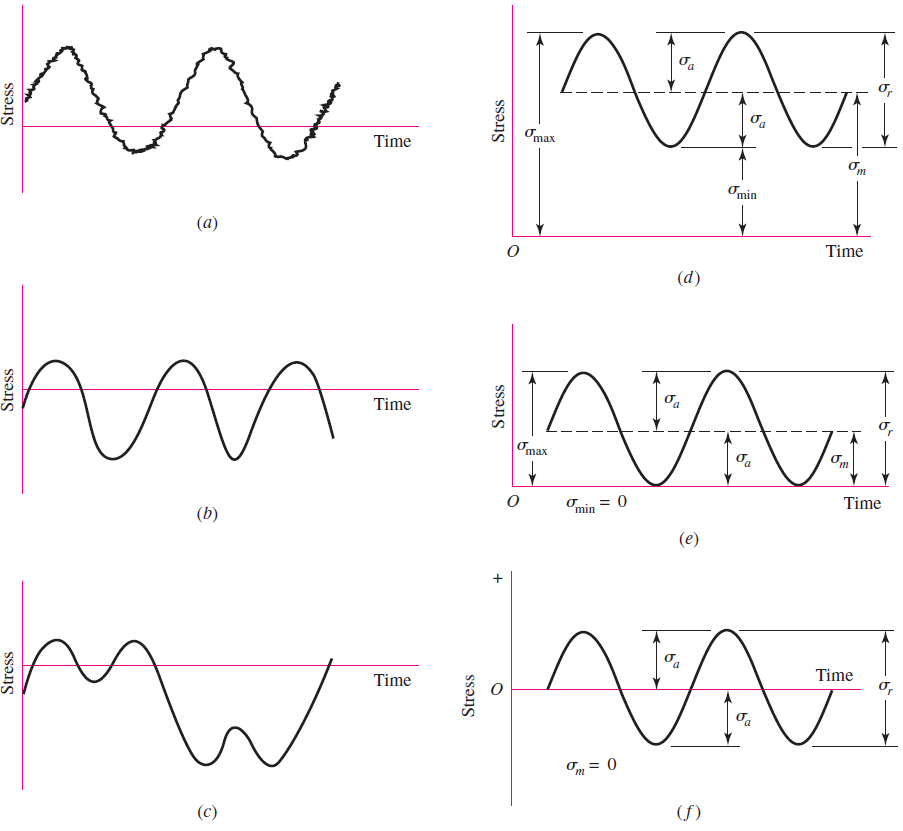 Stress
Time
(a)
Stress
Time
(b)
Stress
Time
(c)
Stress
σmax
σa
σa
σmin
σr
σm
O
Time
(d)
Stress
σmax
σa
σa
σm
σr
O
σmin = 0
Time
(e)
+
Stress
O
σa
σa
Time
σr
σm = 0
(f)